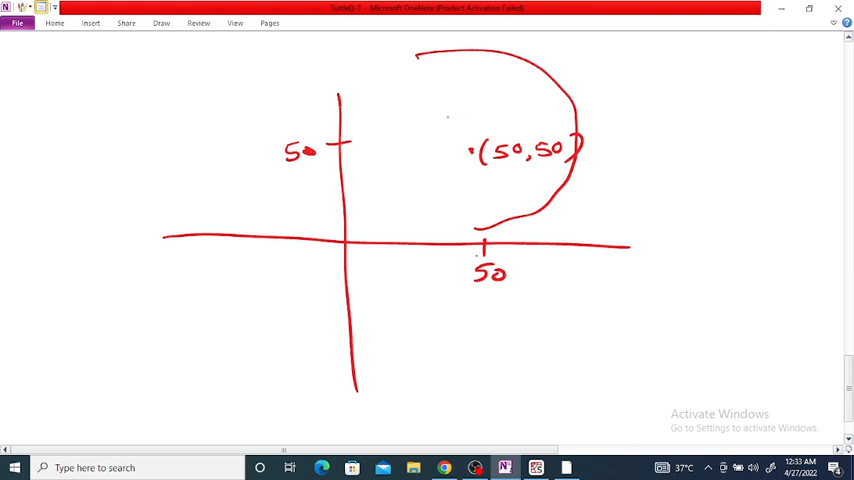 Turtle()-7 - Microsoft OneNote (Product Activation Failed)
File Home Insert Share Draw History Review View Pages
50 (50,50)
50
Activate Windows
Go to Settings to activate Windows.
Type here to search
37°C
12:33 AM
4/27/2022
4